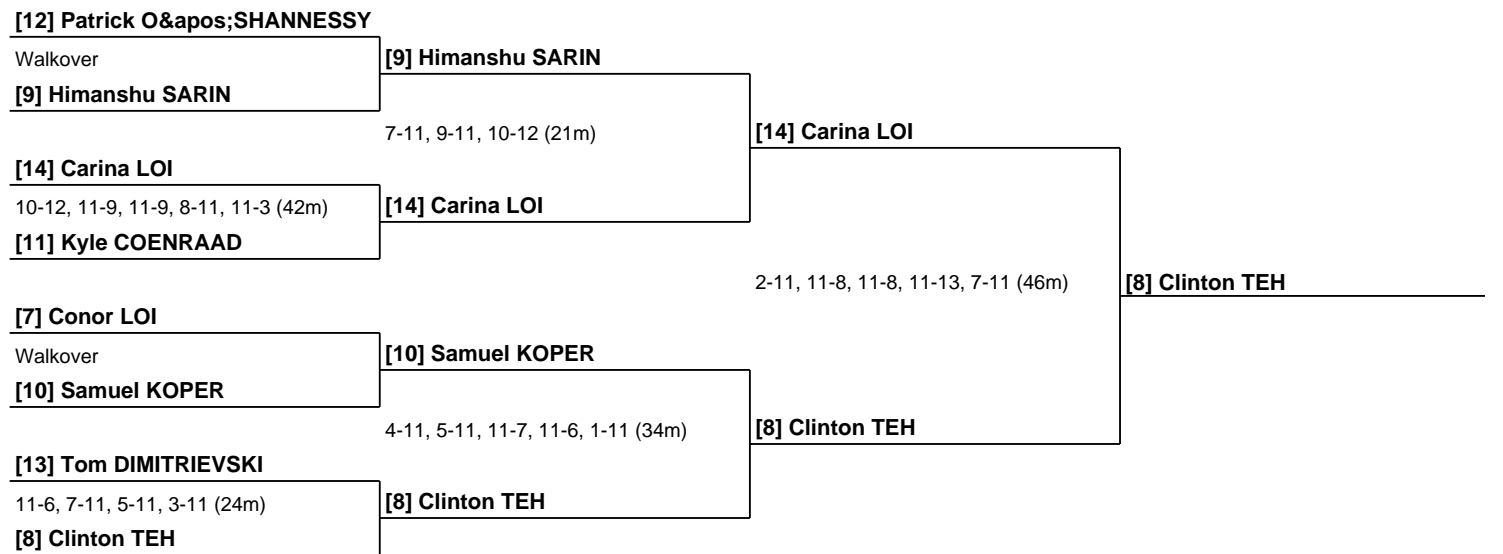 [12] Patrick O&apos;SHANNESSY
Walkover
[9] Himanshu SARIN
[9] Himanshu SARIN
7-11, 9-11, 10-12 (21m)
[14] Carina LOI
[14] Carina LOI
10-12, 11-9, 11-9, 8-11, 11-3 (42m)
[14] Carina LOI
[11] Kyle COENRAAD
2-11, 11-8, 11-8, 11-13, 7-11 (46m)
[8] Clinton TEH
[7] Conor LOI
Walkover
[10] Samuel KOPER
[10] Samuel KOPER
4-11, 5-11, 11-7, 11-6, 1-11 (34m)
[8] Clinton TEH
[13] Tom DIMITRIEVSKI
11-6, 7-11, 5-11, 3-11 (24m)
[8] Clinton TEH
[8] Clinton TEH